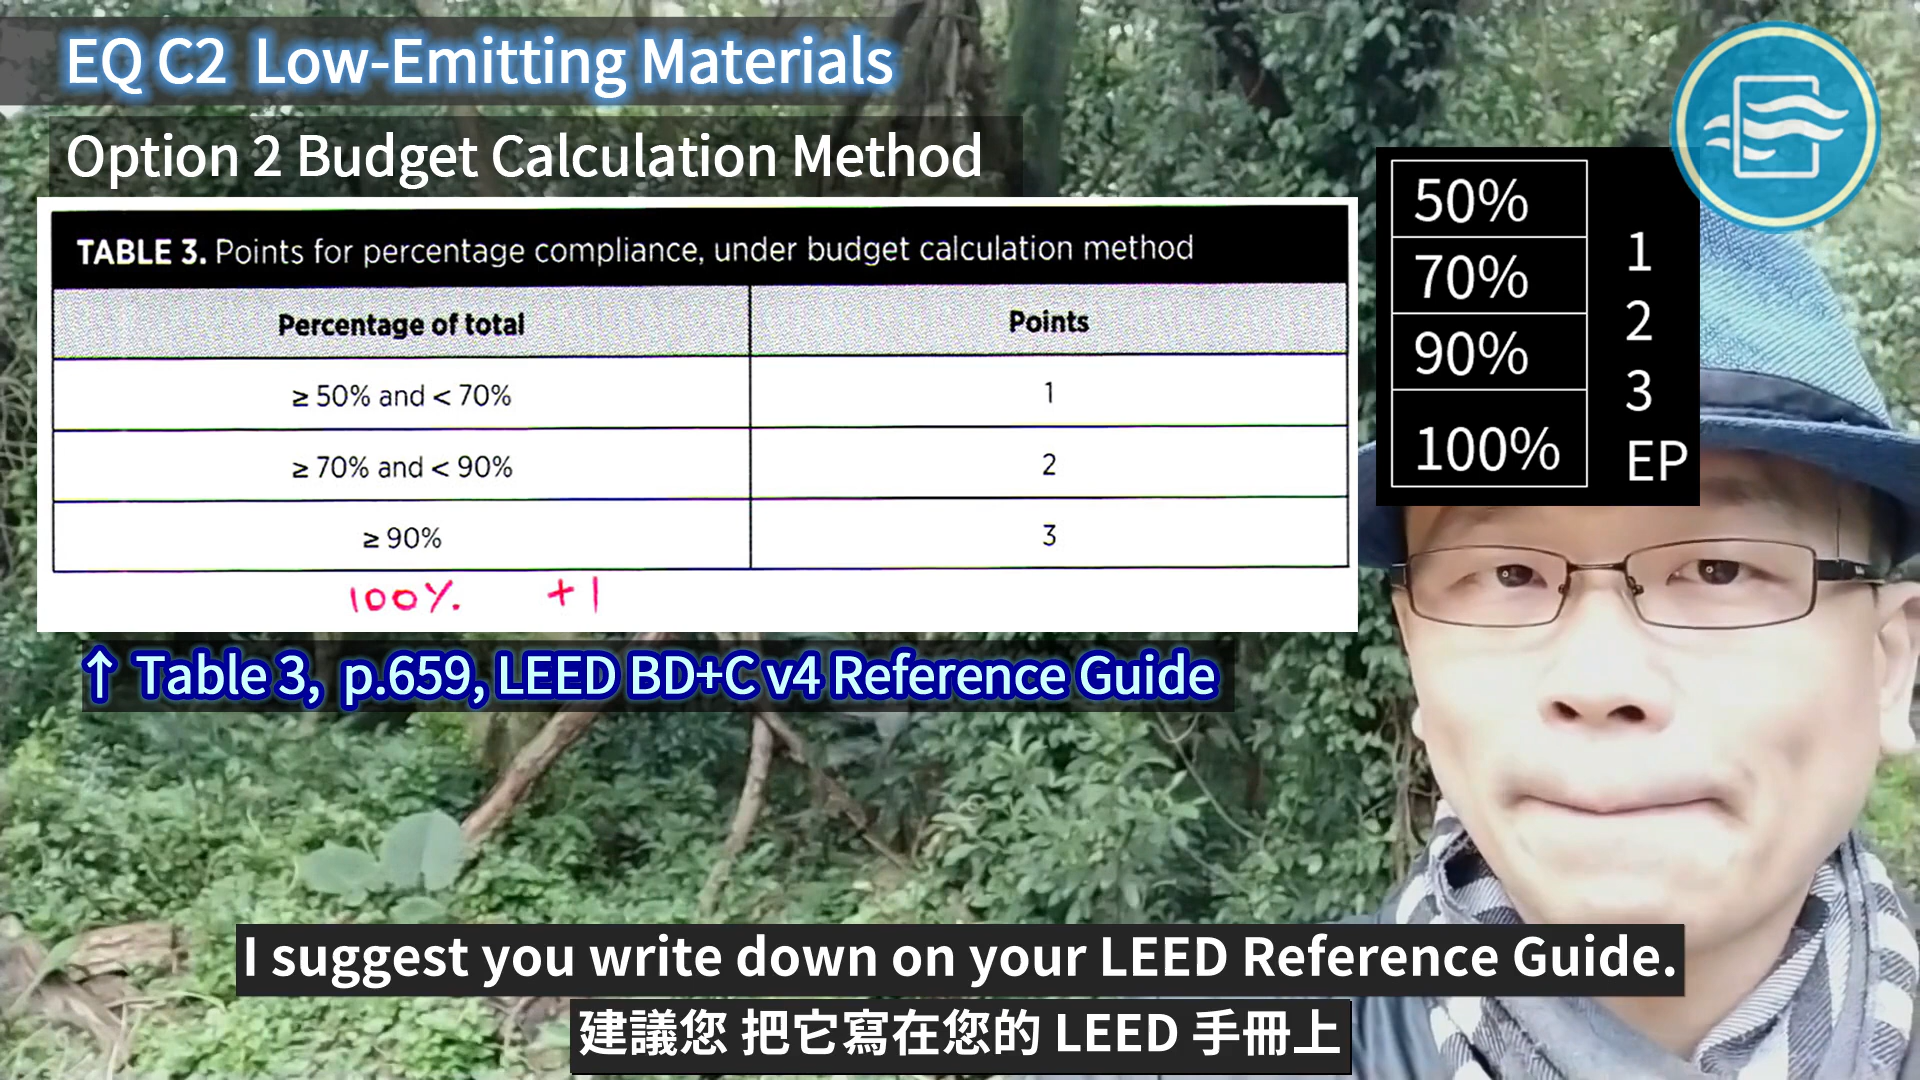 EQ C2 Low-Emitting Materials
Option 2 Budget Calculation Method
TABLE 3. Points for percentage compliance, under budget calculation method
Percentage of total Points
≥ 50% and < 70% 1
≥ 70% and < 90% 2
≥ 90% 3
100% +1
↑ Table 3, p.659, LEED BD+C v4 Reference Guide
50%
70%
90%
100%
1
2
3
EP
I suggest you write down on your LEED Reference Guide.
建議您 把它寫在您的 LEED 手冊上